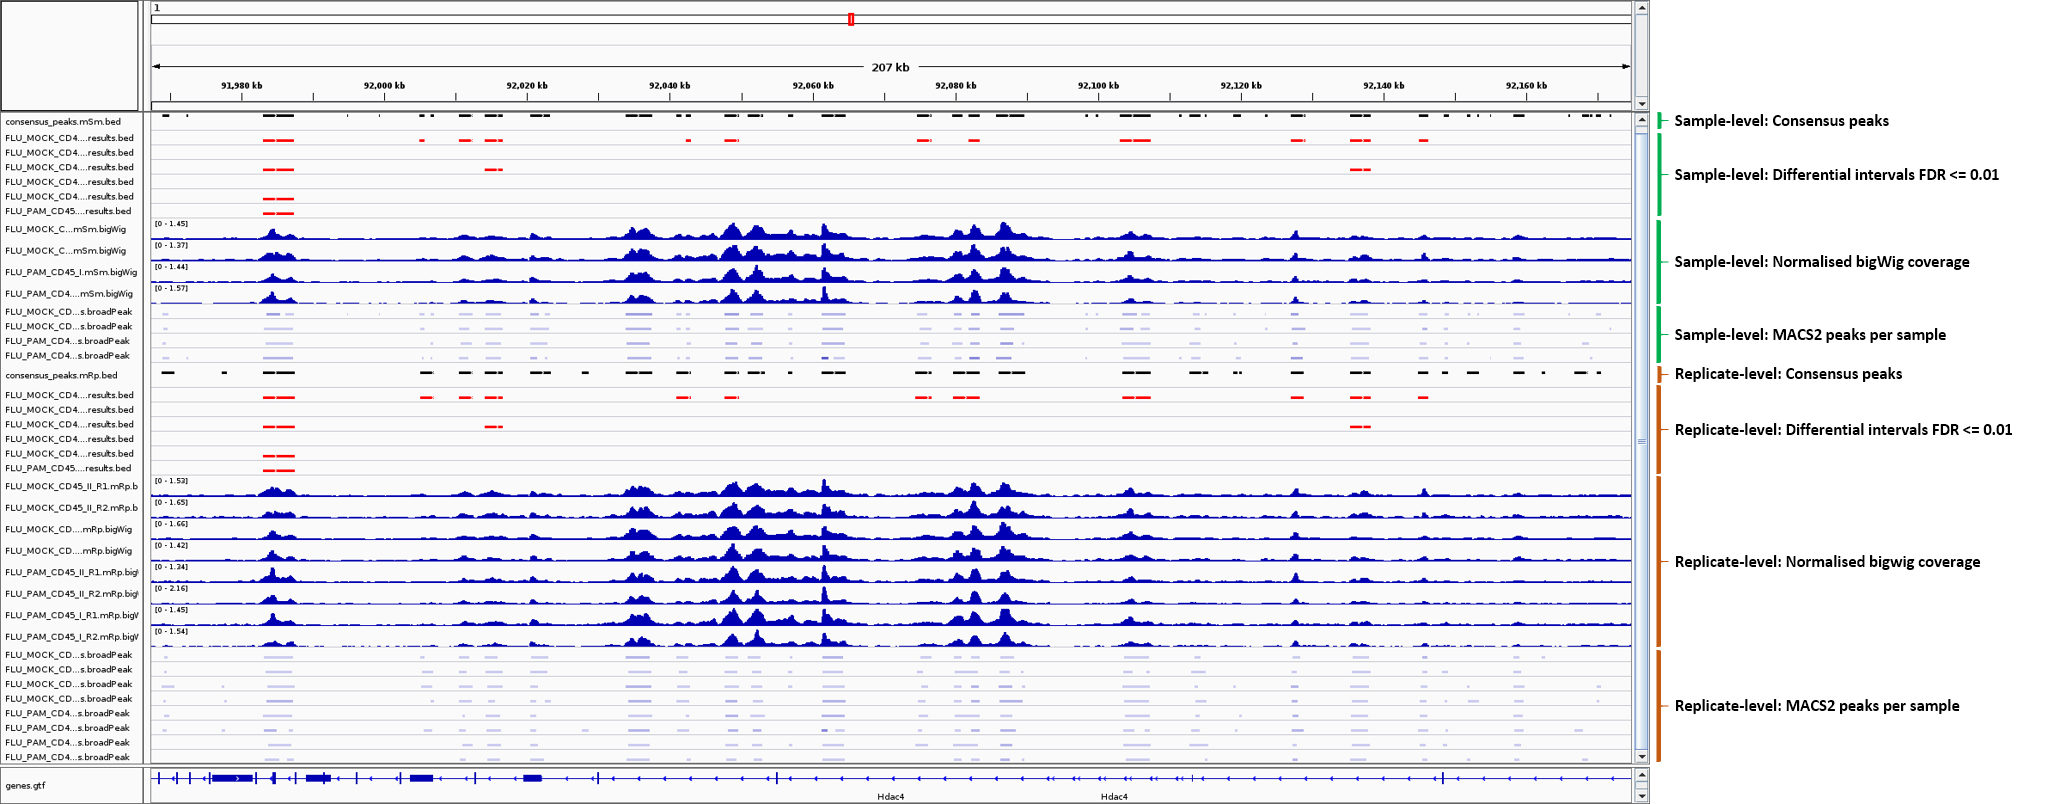 1
207 kb
91,980 kb 92,000 kb 92,020 kb 92,040 kb 92,060 kb 92,080 kb 92,100 kb 92,120 kb 92,140 kb 92,160 kb
consensus_peaks.mSm.bed
Sample-level: Consensus peaks
FLU_MOCK_CD4....results.bed
FLU_MOCK_CD4....results.bed
FLU_MOCK_CD4....results.bed
Sample-level: Differential intervals FDR <= 0.01
FLU_MOCK_CD4....results.bed
FLU_MOCK_CD4....results.bed
FLU_PAM_CD45....results.bed
[0 - 1.45]
FLU_MOCK_C...mSm.bigWig
[0 - 1.37]
FLU_MOCK_C...mSm.bigWig
Sample-level: Normalised bigWig coverage
[0 - 1.44]
FLU_PAM_CD45_I.mSm.bigWig
[0 - 1.57]
FLU_PAM_CD4....mSm.bigWig
FLU_MOCK_CD...s.broadPeak
FLU_MOCK_CD...s.broadPeak
Sample-level: MACS2 peaks per sample
FLU_PAM_CD4...s.broadPeak
FLU_PAM_CD4...s.broadPeak
consensus_peaks.mRp.bed
Replicate-level: Consensus peaks
FLU_MOCK_CD4....results.bed
FLU_MOCK_CD4....results.bed
FLU_MOCK_CD4....results.bed
Replicate-level: Differential intervals FDR <= 0.01
FLU_MOCK_CD4....results.bed
FLU_MOCK_CD4....results.bed
FLU_PAM_CD45....results.bed
[0 - 1.53]
FLU_MOCK_CD45_II_R1.mRp.b
[0 - 1.65]
FLU_MOCK_CD45_II_R2.mRp.b
[0 - 1.66]
FLU_MOCK_CD....mRp.bigWig
[0 - 1.42]
FLU_MOCK_CD....mRp.bigWig
Replicate-level: Normalised bigwig coverage
[0 - 1.34]
FLU_PAM_CD45_II_R1.mRp.bigl
[0 - 2.16]
FLU_PAM_CD45_II_R2.mRp.bigl
[0 - 1.45]
FLU_PAM_CD45_I_R1.mRp.bigV
[0 - 1.54]
FLU_PAM_CD45_I_R2.mRp.bigV
FLU_MOCK_CD...s.broadPeak
FLU_MOCK_CD...s.broadPeak
FLU_MOCK_CD...s.broadPeak
FLU_MOCK_CD...s.broadPeak
Replicate-level: MACS2 peaks per sample
FLU_PAM_CD4...s.broadPeak
FLU_PAM_CD4...s.broadPeak
FLU_PAM_CD4...s.broadPeak
FLU_PAM_CD4...s.broadPeak
genes.gtf
Hdac4 Hdac4